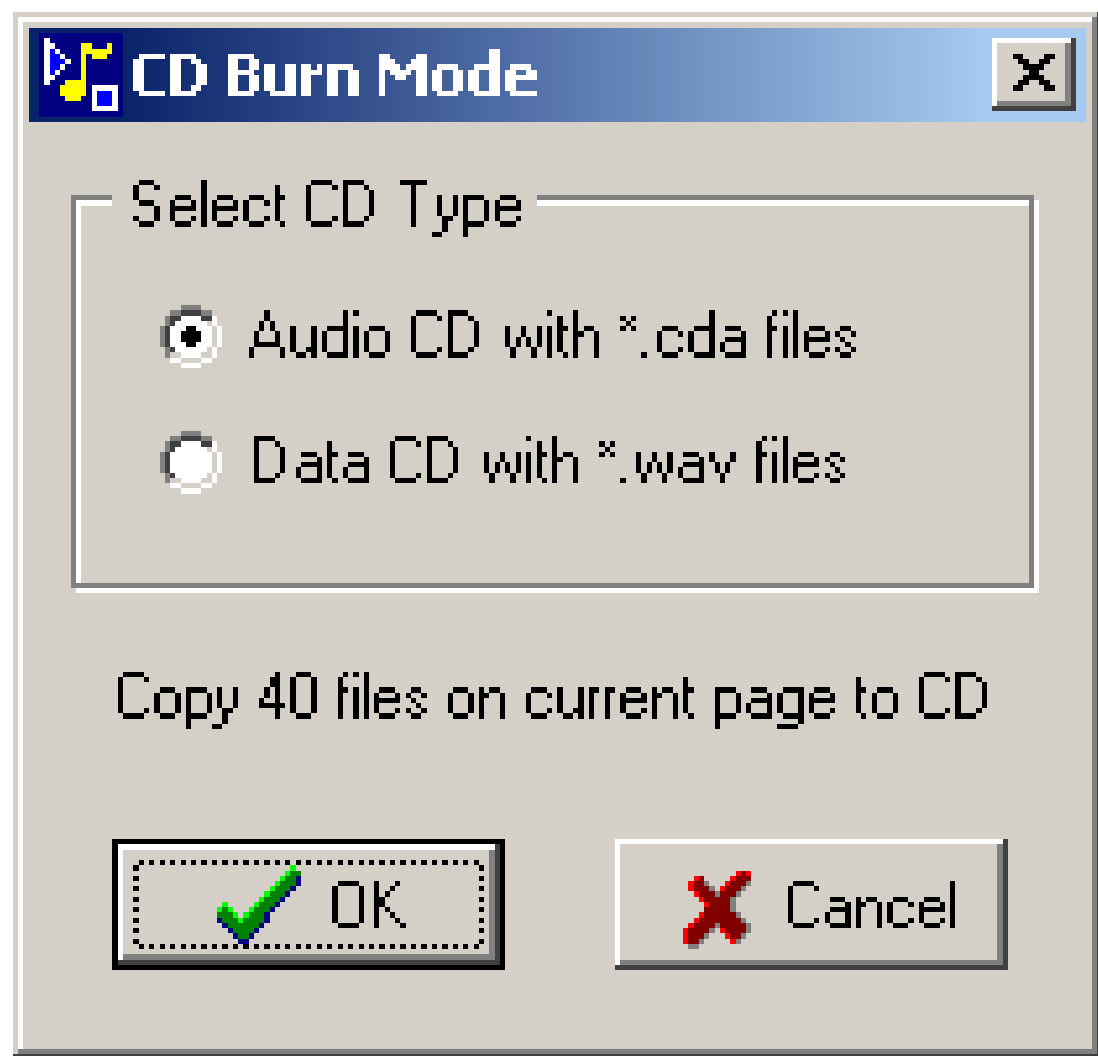 CD Burn Mode
Select CD Type
Audio CD with *.cda files
Data CD with *.wav files
Copy 40 files on current page to CD
OK
Cancel